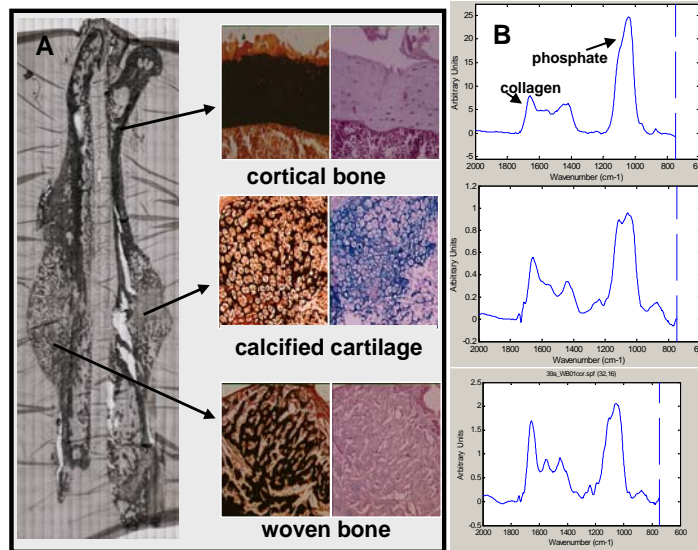 A
cortical bone
calcified cartilage
woven bone
B
phosphate
collagen
Arbitrary Units
25
20
15
10
5
0
5
2000 1800 1600 1400 1200 1000 800 600
Wavenumber (cm-1)
Arbitrary Units
1.2
1
0.8
0.6
0.4
0.2
0
-0.2
2000 1800 1600 1400 1200 1000 800 600
Wavenumber (cm-1)
39a_WB01cor.spf (32,16)
Arbitrary Units
2.5
2
1.5
1
0.5
0
-0.5
2000 1800 1600 1400 1200 1000 800 600
Wavenumber (cm-1)